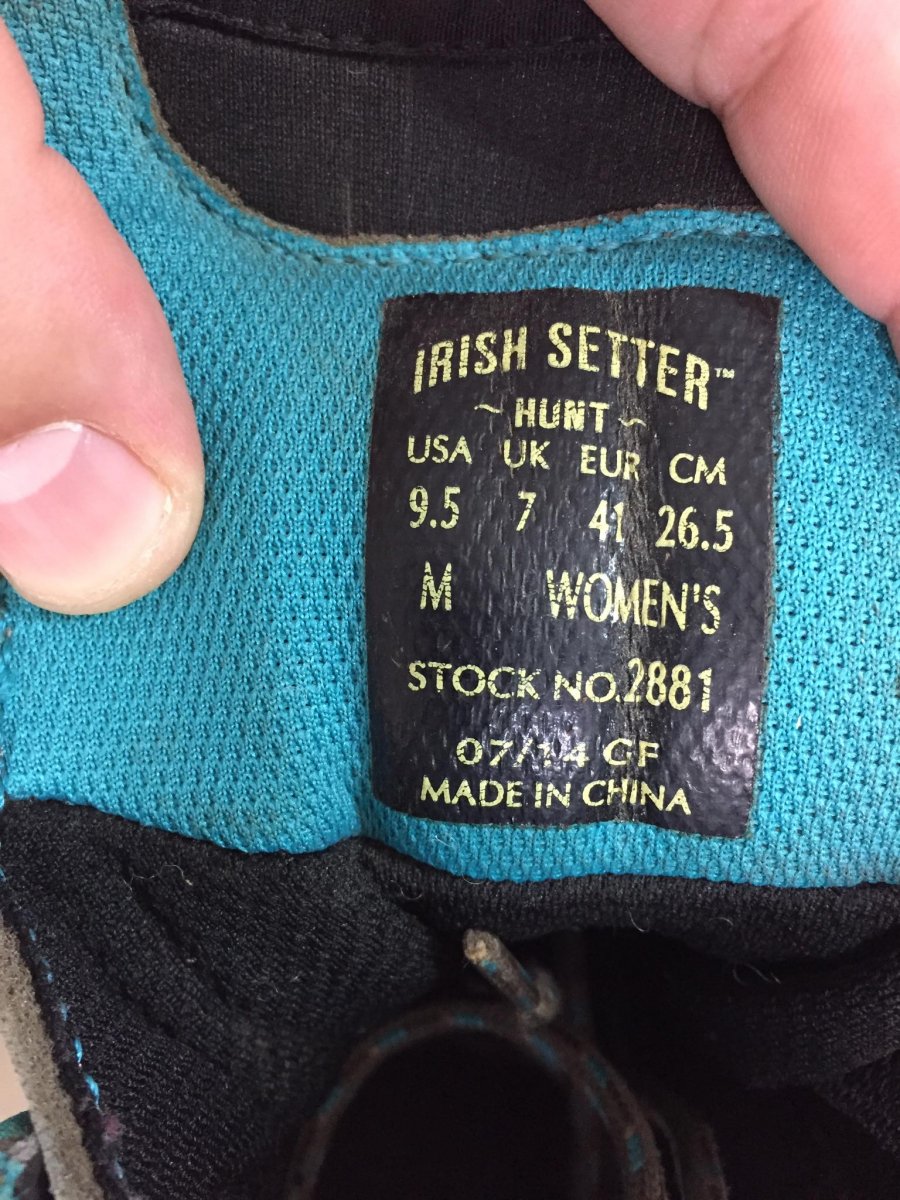 IRISH SETTER™
~ HUNT ~
USA UK EUR CM
9.5 7 41 26.5
M WOMEN'S
STOCK NO. 2881
07/14 CF
MADE IN CHINA